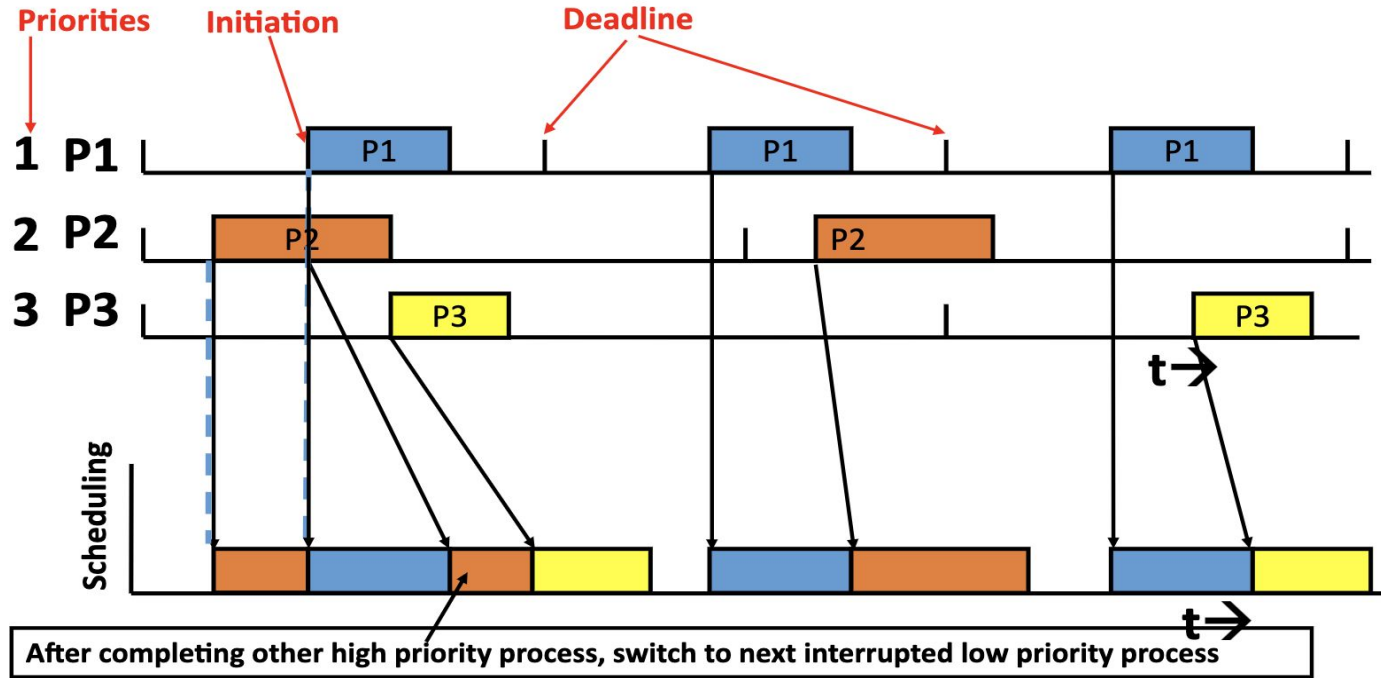 Priorities Initiation Deadline
1 P1 P1 P1 P1
2 P2 P2 P2
3 P3 P3 P3
t→
Scheduling
t→
After completing other high priority process, switch to next interrupted low priority process